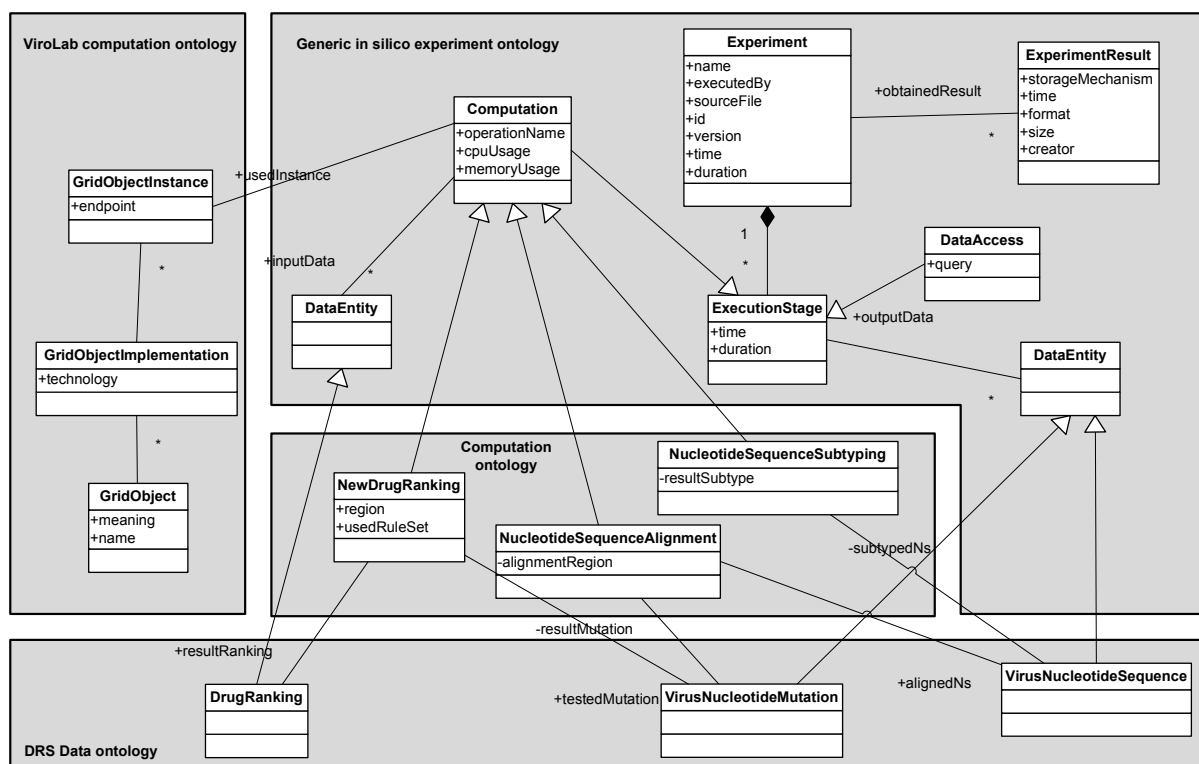 ViroLab computation ontology
GridObjectInstance
+endpoint
*
GridObjectImplementation
+technology
*
GridObject
+meaning
+name
Generic in silico experiment ontology
Experiment
+name
+executedBy
+sourceFile
+id
+version
+time
+duration
+obtainedResult
*
ExperimentResult
+storageMechanism
+time
+format
+size
+creator
Computation
+operationName
+cpuUsage
+memoryUsage
+usedInstance
+inputData
*
DataEntity
1
*
ExecutionStage
+time
+duration
DataAccess
+query
+outputData
*
DataEntity
Computation
ontology
NewDrugRanking
+region
+usedRuleSet
NucleotideSequenceAlignment
-alignmentRegion
NucleotideSequenceSubtyping
-resultSubtype
-subtypedNs
-resultMutation
+resultRanking
+testedMutation
+alignedNs
DrugRanking
VirusNucleotideMutation
VirusNucleotideSequence
DRS Data ontology